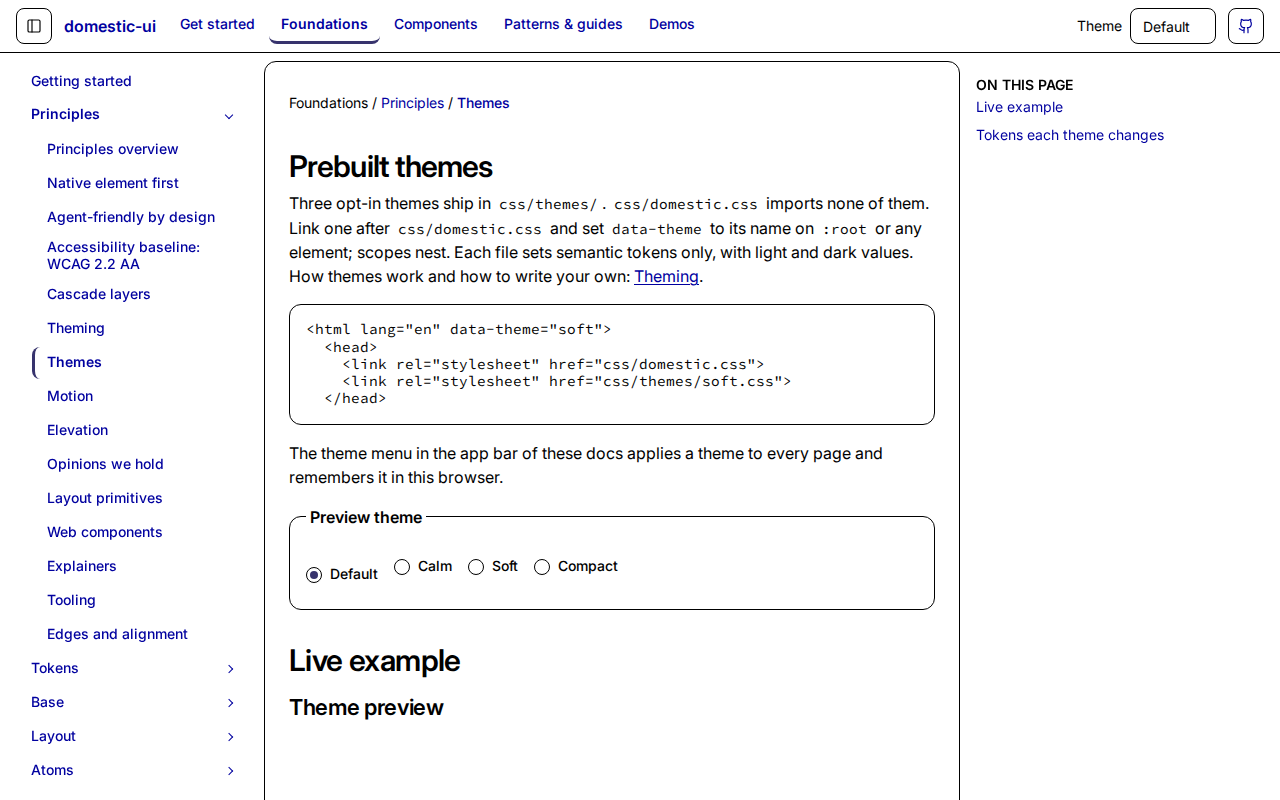 domestic-ui Get started Foundations Components Patterns & guides Demos Theme Default
Getting started
Principles
Principles overview
Native element first
Agent-friendly by design
Accessibility baseline:
WCAG 2.2 AA
Cascade layers
Theming
Themes
Motion
Elevation
Opinions we hold
Layout primitives
Web components
Explainers
Tooling
Edges and alignment
Tokens
Base
Layout
Atoms
Foundations / Principles / Themes
Prebuilt themes
Three opt-in themes ship in css/themes/. css/domestic.css imports none of them.
Link one after css/domestic.css and set data-theme to its name on :root or any
element; scopes nest. Each file sets semantic tokens only, with light and dark values.
How themes work and how to write your own: Theming.
<html lang="en" data-theme="soft">
  <head>
    <link rel="stylesheet" href="css/domestic.css">
    <link rel="stylesheet" href="css/themes/soft.css">
  </head>
The theme menu in the app bar of these docs applies a theme to every page and
remembers it in this browser.
Preview theme
Default Calm Soft Compact
Live example
Theme preview
ON THIS PAGE
Live example
Tokens each theme changes